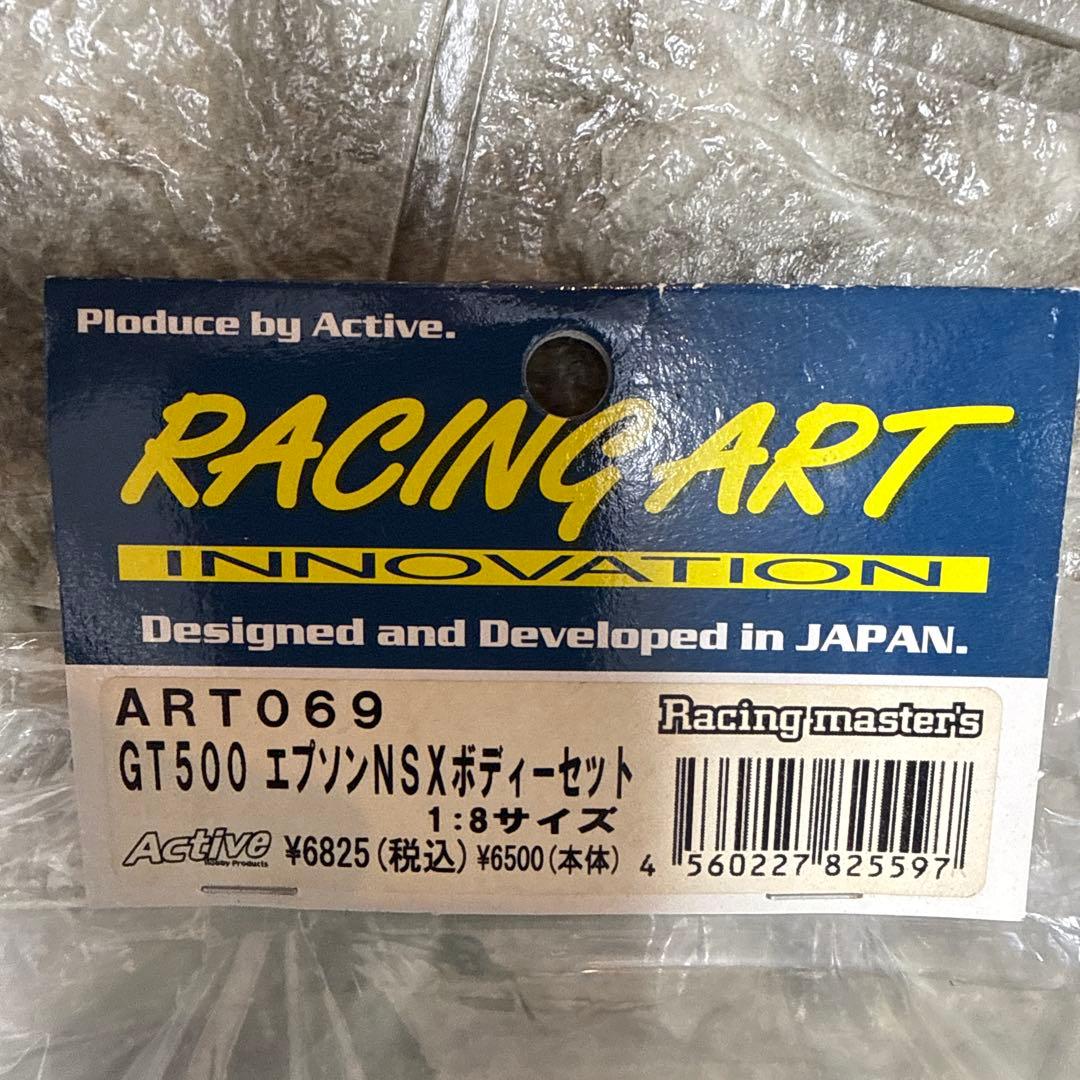 Ploduce by Active.
RACING ART
INNOVATION
Designed and Developed in JAPAN.
ART069
Racing master's
GT500 エプソンNSXボディーセット
1:8サイズ
Active
Hobby Products
¥6825(税込) ¥6500(本体)
4 560227 825597